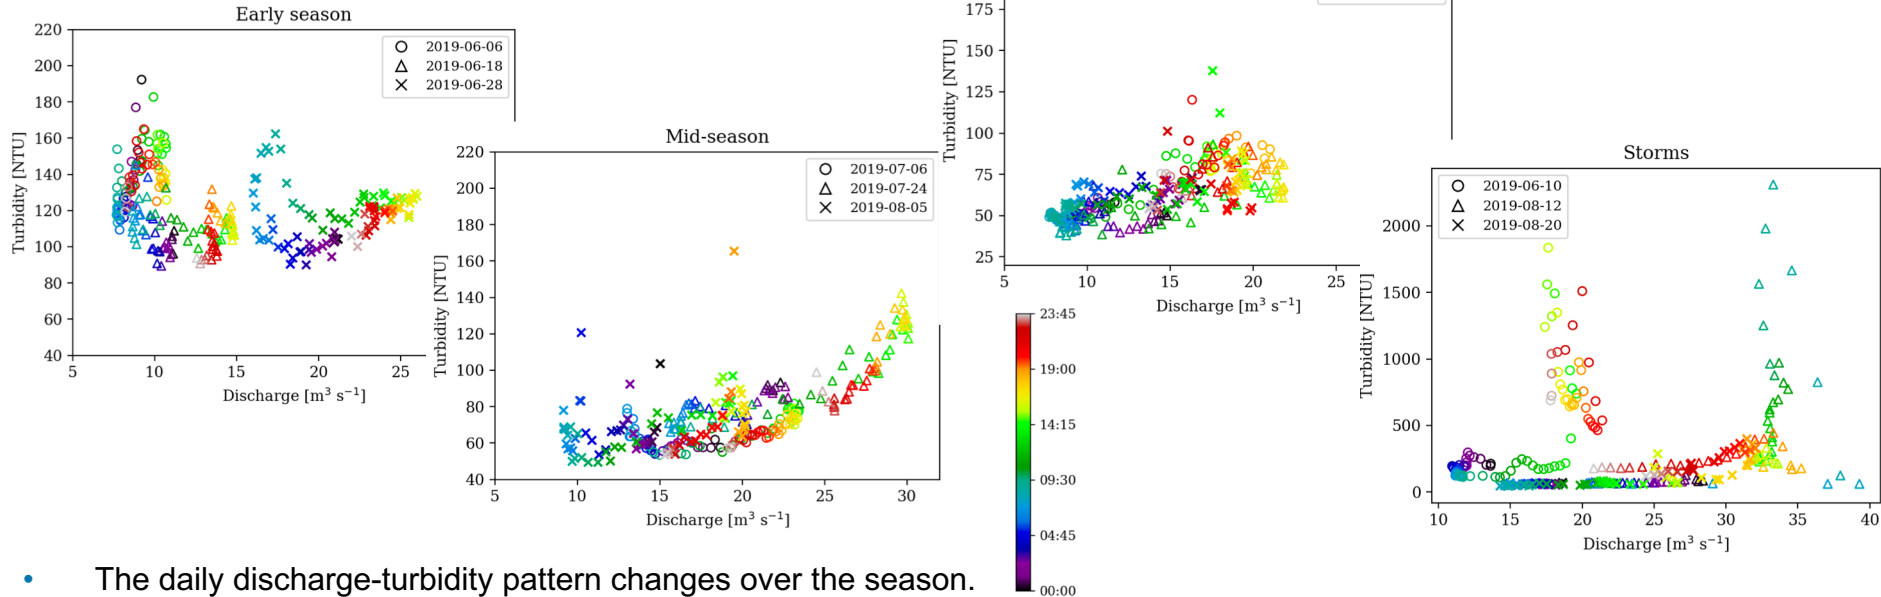 Early season
220
200
180
160
140
120
100
80
60
40
Turbidity [NTU]
2019-06-06
2019-06-18
2019-06-28
5 10 15 20 25
Discharge [m³ s⁻¹]
Mid-season
220
200
180
160
140
120
100
80
60
40
Turbidity [NTU]
2019-07-06
2019-07-24
2019-08-05
5 10 15 20 25 30
Discharge [m³ s⁻¹]
175
150
125
100
75
50
25
Turbidity [NTU]
5 10 15 20 25
Discharge [m³ s⁻¹]
23:45
19:00
14:15
09:30
04:45
00:00
Storms
2000
1500
1000
500
0
Turbidity [NTU]
2019-06-10
2019-08-12
2019-08-20
10 15 20 25 30 35 40
Discharge [m³ s⁻¹]
• The daily discharge-turbidity pattern changes over the season.